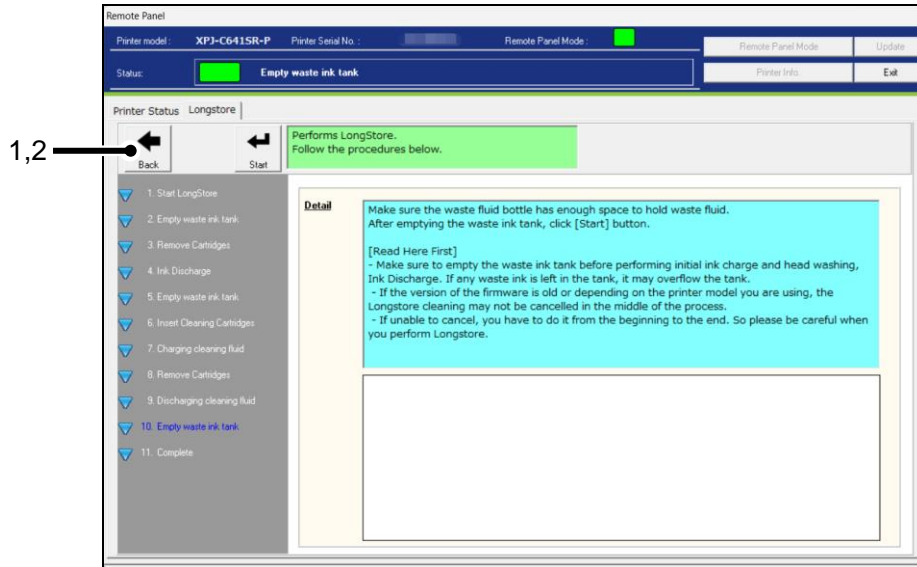 Remote Panel
Printer model : XPJ-C641SR-P Printer Serial No. : Remote Panel Mode :
Remote Panel Mode Update
Status: Empty waste ink tank
Printer Info. Exit
Printer Status Longstore
1,2
Back
Start
Performs LongStore.
Follow the procedures below.
1. Start LongStore
2. Empty waste ink tank
3. Remove Cartridges
4. Ink Discharge
5. Empty waste ink tank
6. Insert Cleaning Cartridges
7. Charging cleaning fluid
8. Remove Cartridges
9. Discharging cleaning fluid
10. Empty waste ink tank
11. Complete
Detail
Make sure the waste fluid bottle has enough space to hold waste fluid.
After emptying the waste ink tank, click [Start] button.
[Read Here First]
- Make sure to empty the waste ink tank before performing initial ink charge and head washing,
Ink Discharge. If any waste ink is left in the tank, it may overflow the tank.
- If the version of the firmware is old or depending on the printer model you are using, the
Longstore cleaning may not be cancelled in the middle of the process.
- If unable to cancel, you have to do it from the beginning to the end. So please be careful when
you perform Longstore.